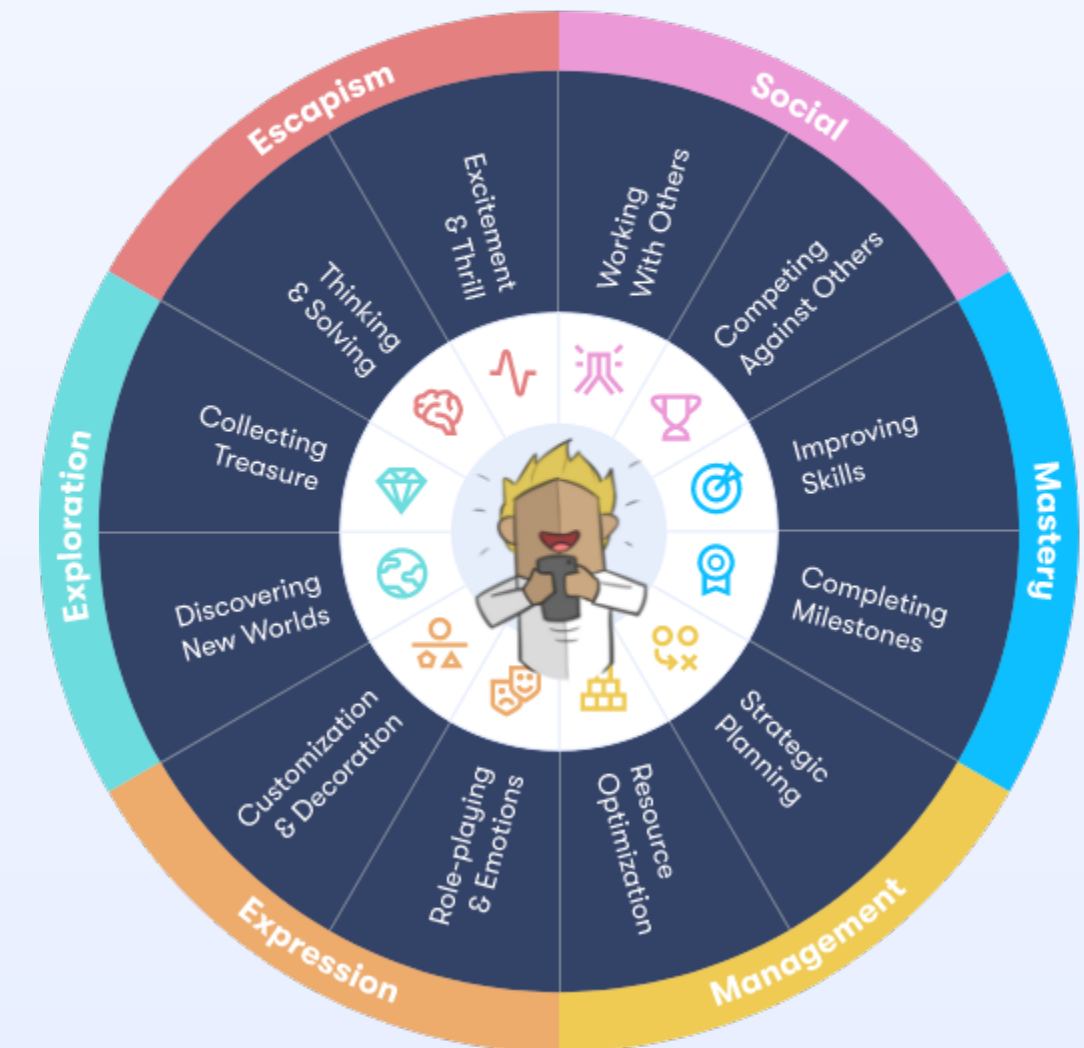 Escapism
Excitement
& Thrill
Thinking
& Solving
Social
Working
With Others
Competing
Against Others
Mastery
Improving
Skills
Completing
Milestones
Management
Strategic
Planning
Resource
Optimization
Expression
Role-playing
& Emotions
Customization
& Decoration
Exploration
Discovering
New Worlds
Collecting
Treasure